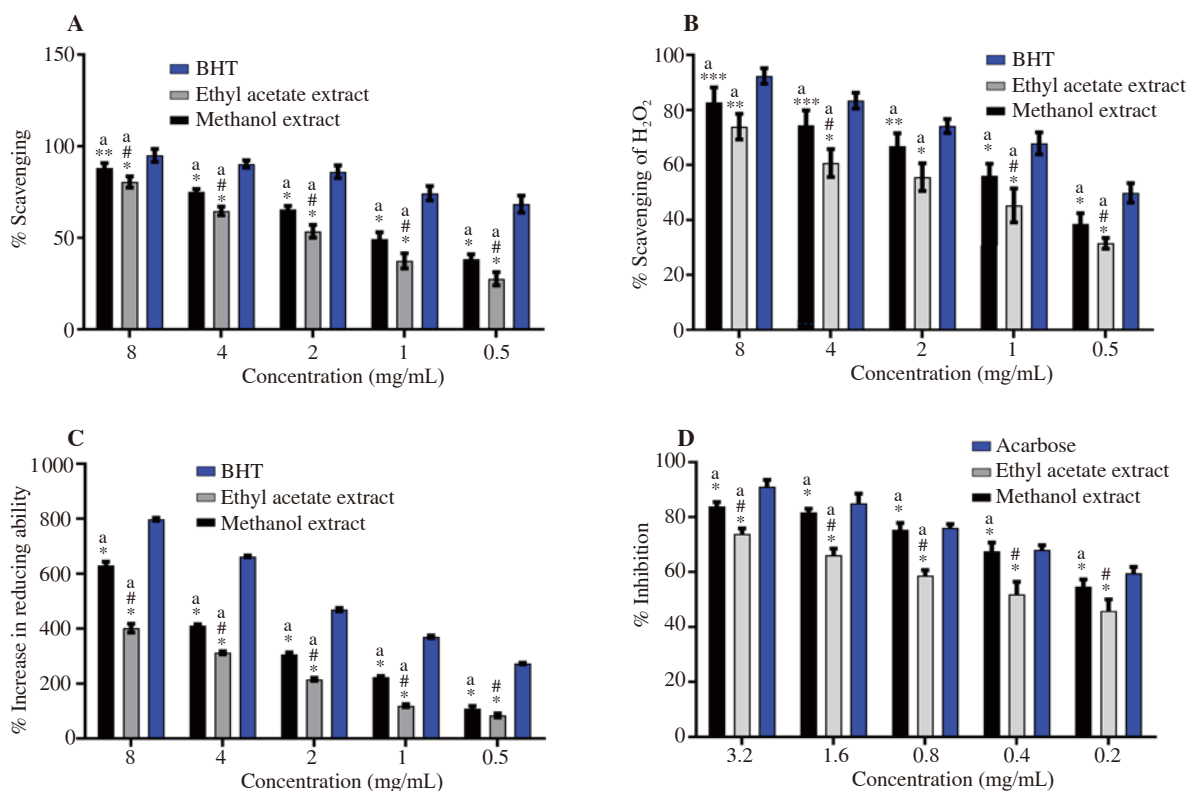 A
150
100
50
0
% Scavenging
BHT
Ethyl acetate extract
Methanol extract
a
**
a
#
*
a
*
a
#
*
a
*
a
#
*
a
*
a
#
*
a
*
a
#
*
8 4 2 1 0.5
Concentration (mg/mL)
B
100
80
60
40
20
0
% Scavenging of H₂O₂
BHT
Ethyl acetate extract
Methanol extract
a
***
a
**
a
***
a
#
*
a
**
a
*
a
*
a
#
*
a
*
a
#
*
8 4 2 1 0.5
Concentration (mg/mL)
C
1000
800
600
400
200
0
% Increase in reducing ability
BHT
Ethyl acetate extract
Methanol extract
a
*
a
#
*
a
*
a
#
*
a
*
a
#
*
a
*
a
#
*
a
*
#
*
8 4 2 1 0.5
Concentration (mg/mL)
D
100
80
60
40
20
0
% Inhibition
Acarbose
Ethyl acetate extract
Methanol extract
a
*
a
#
*
a
*
a
#
*
a
*
a
#
*
a
*
#
*
a
*
#
*
3.2 1.6 0.8 0.4 0.2
Concentration (mg/mL)